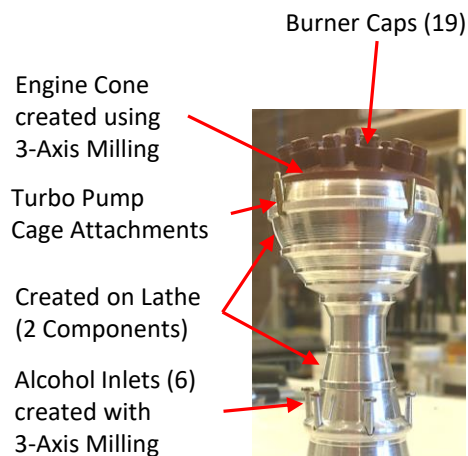 Burner Caps (19)
Engine Cone
created using
3-Axis Milling
Turbo Pump
Cage Attachments
Created on Lathe
(2 Components)
Alcohol Inlets (6)
created with
3-Axis Milling